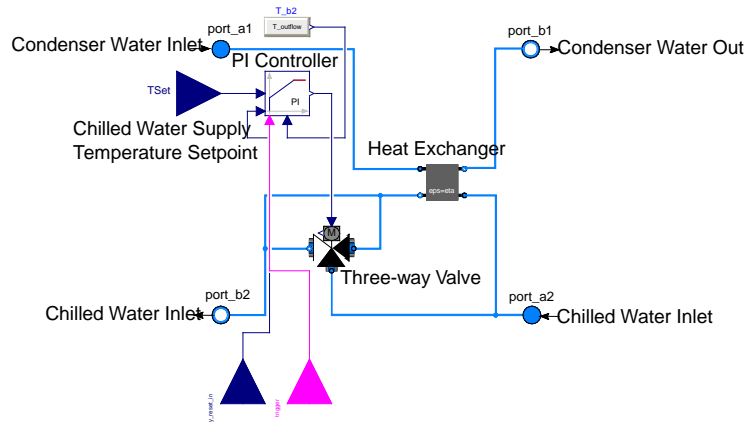 T_b2
T_outflow
port_a1
port_b1
Condenser Water Inlet
Condenser Water Out
PI Controller
TSet
PI
Chilled Water Supply
Temperature Setpoint
Heat Exchanger
eps=eta
M
Three-way Valve
port_b2
port_a2
Chilled Water Inlet
Chilled Water Inlet
y_reset_in
trigger